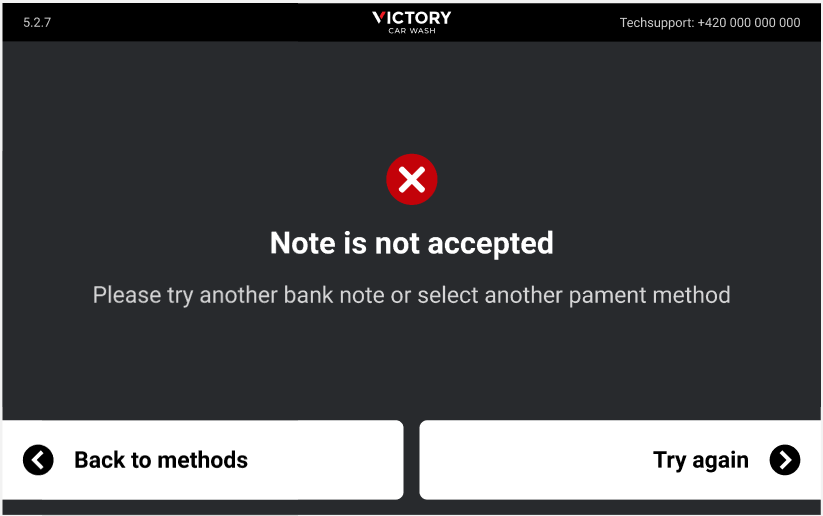 5.2.7
VICTORY
CAR WASH
Techsupport: +420 000 000 000
Note is not accepted
Please try another bank note or select another pament method
Back to methods
Try again